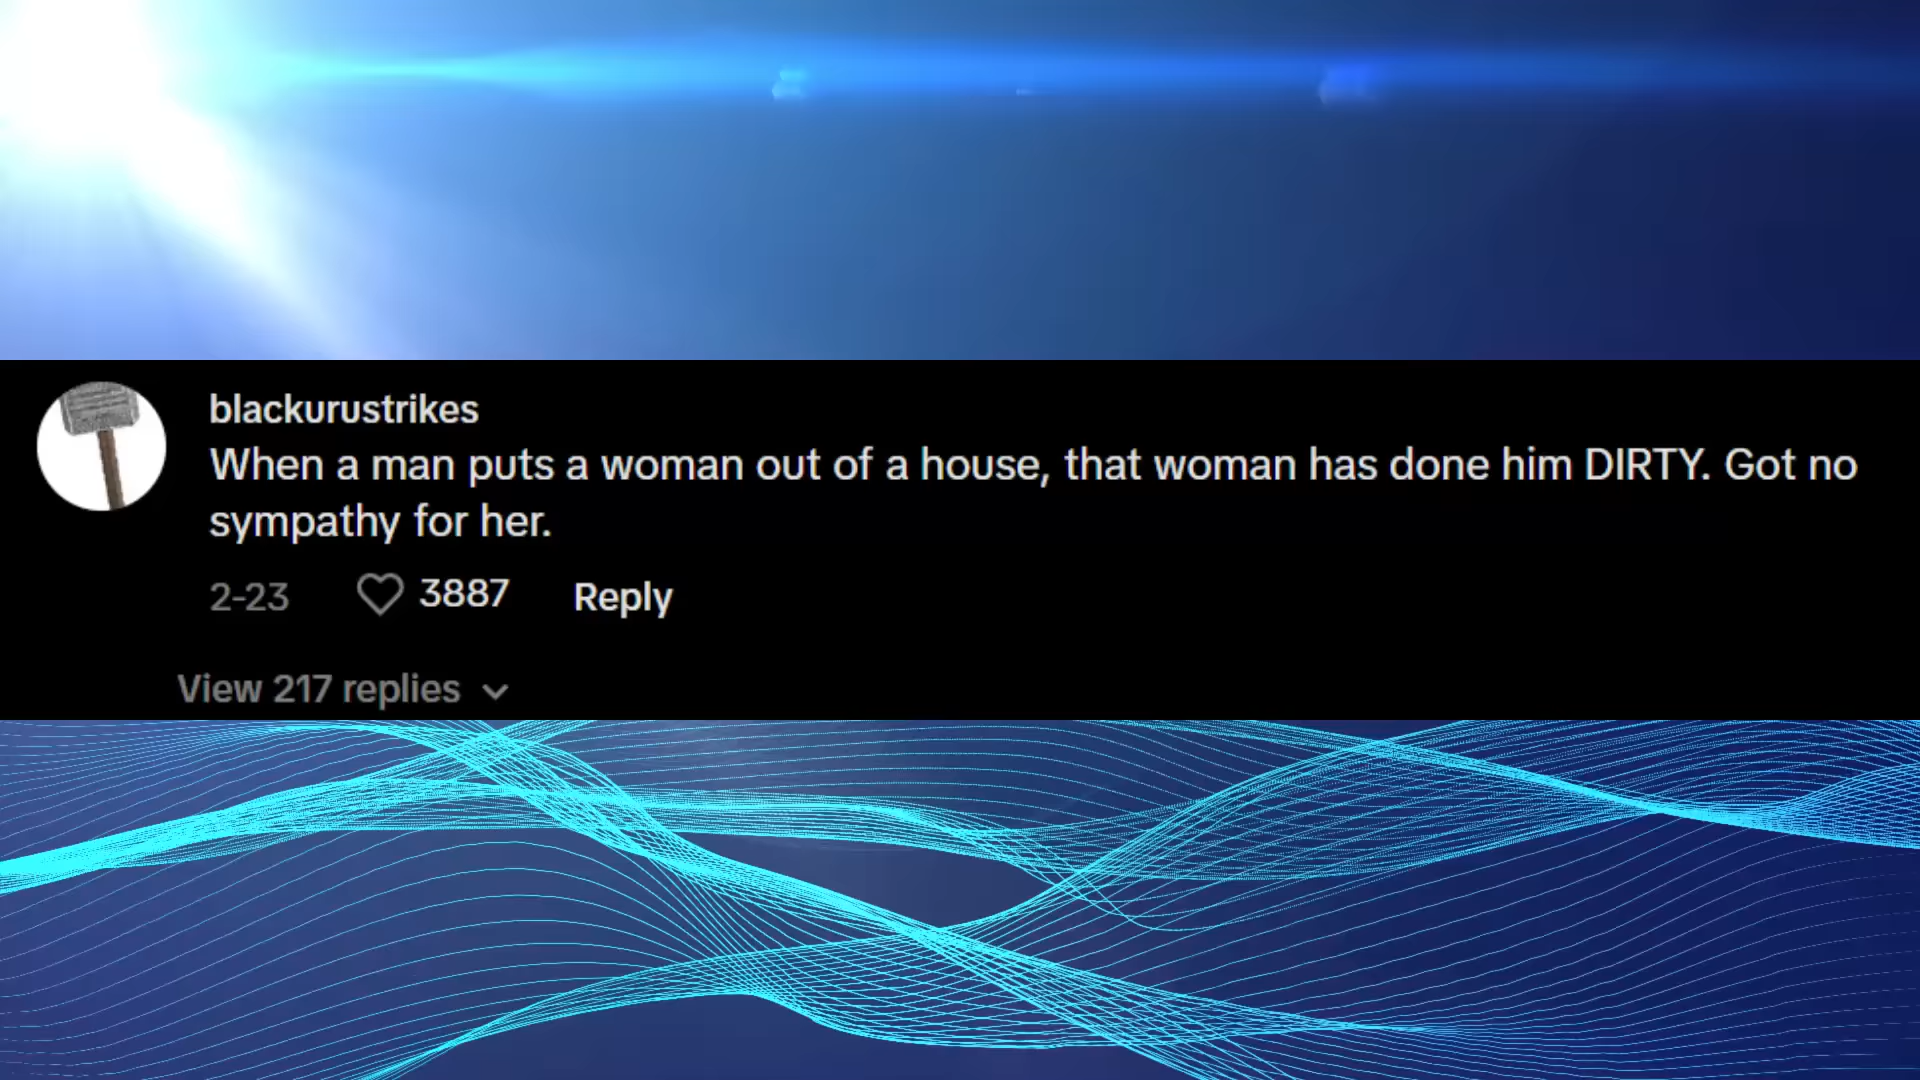 blackurustrikes
When a man puts a woman out of a house, that woman has done him DIRTY. Got no
sympathy for her.
2-23 3887 Reply
View 217 replies